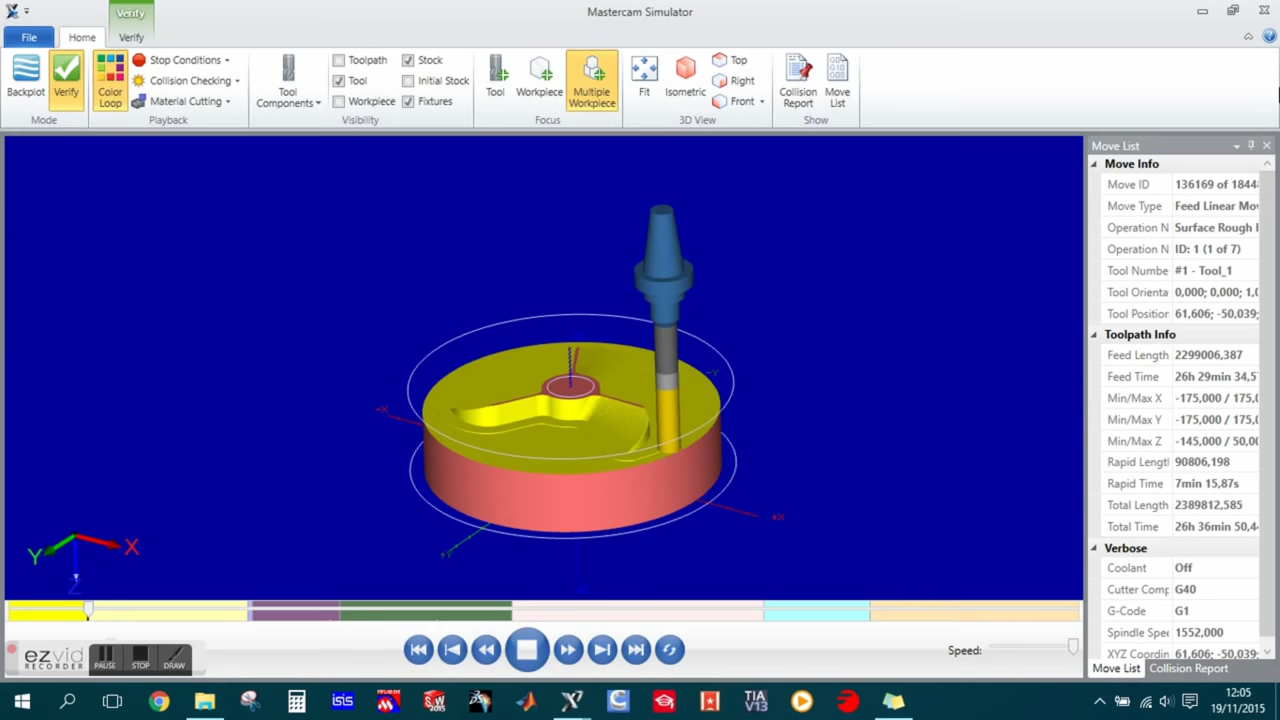 Verify
Mastercam Simulator
File
Home
Verify
Backplot
Verify
Mode
Color Loop
Stop Conditions
Collision Checking
Material Cutting
Playback
Tool Components
Toolpath
Stock
Tool
Initial Stock
Workpiece
Fixtures
Visibility
Tool
Workpiece
Multiple Workpiece
Focus
Fit
Isometric
Top
Right
Front
3D View
Collision Report
Move List
Show
-X
-Y
+X
+Y
Y
X
Z
Move List
Move Info
Move ID 136169 of 1844
Move Type Feed Linear Mo
Operation N Surface Rough
Operation N ID: 1 (1 of 7)
Tool Numbe #1 - Tool_1
Tool Orienta 0,000; 0,000; 1,
Tool Position 61,606; -50,039;
Toolpath Info
Feed Length 2299006,387
Feed Time 26h 29min 34,5
Min/Max X -175,000 / 175,
Min/Max Y -175,000 / 175,
Min/Max Z -145,000 / 50,0
Rapid Lengt 90806,198
Rapid Time 7min 15,87s
Total Length 2389812,585
Total Time 26h 36min 50,4
Verbose
Coolant Off
Cutter Comp G40
G-Code G1
Spindle Spee 1552,000
XYZ Coordin 61,606; -50,039;
Move List Collision Report
Speed:
ezvid
RECORDER
PAUSE
STOP
DRAW
isis
SW
2015
TIA
V13
12:05
19/11/2015